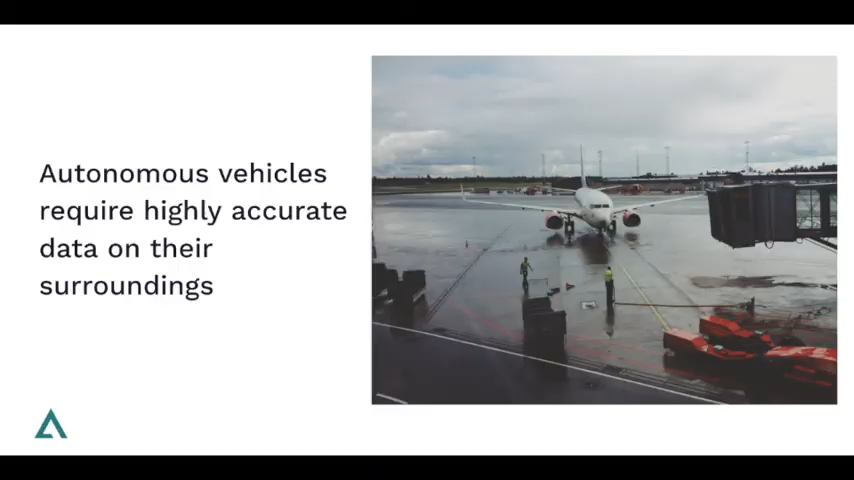 Autonomous vehicles
require highly accurate
data on their
surroundings